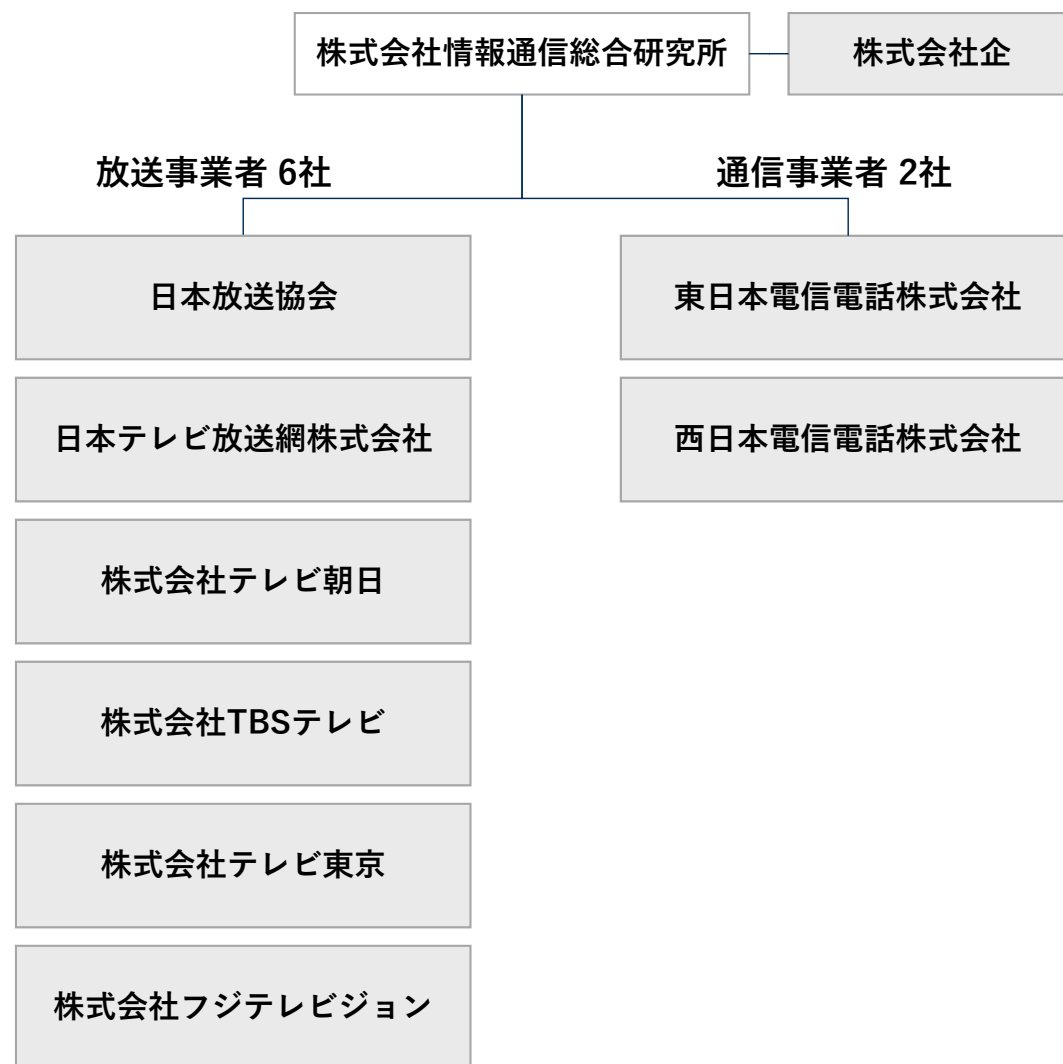 株式会社情報通信総合研究所
株式会社企
放送事業者 6社
通信事業者 2社
日本放送協会
東日本電信電話株式会社
日本テレビ放送網株式会社
西日本電信電話株式会社
株式会社テレビ朝日
株式会社TBSテレビ
株式会社テレビ東京
株式会社フジテレビジョン